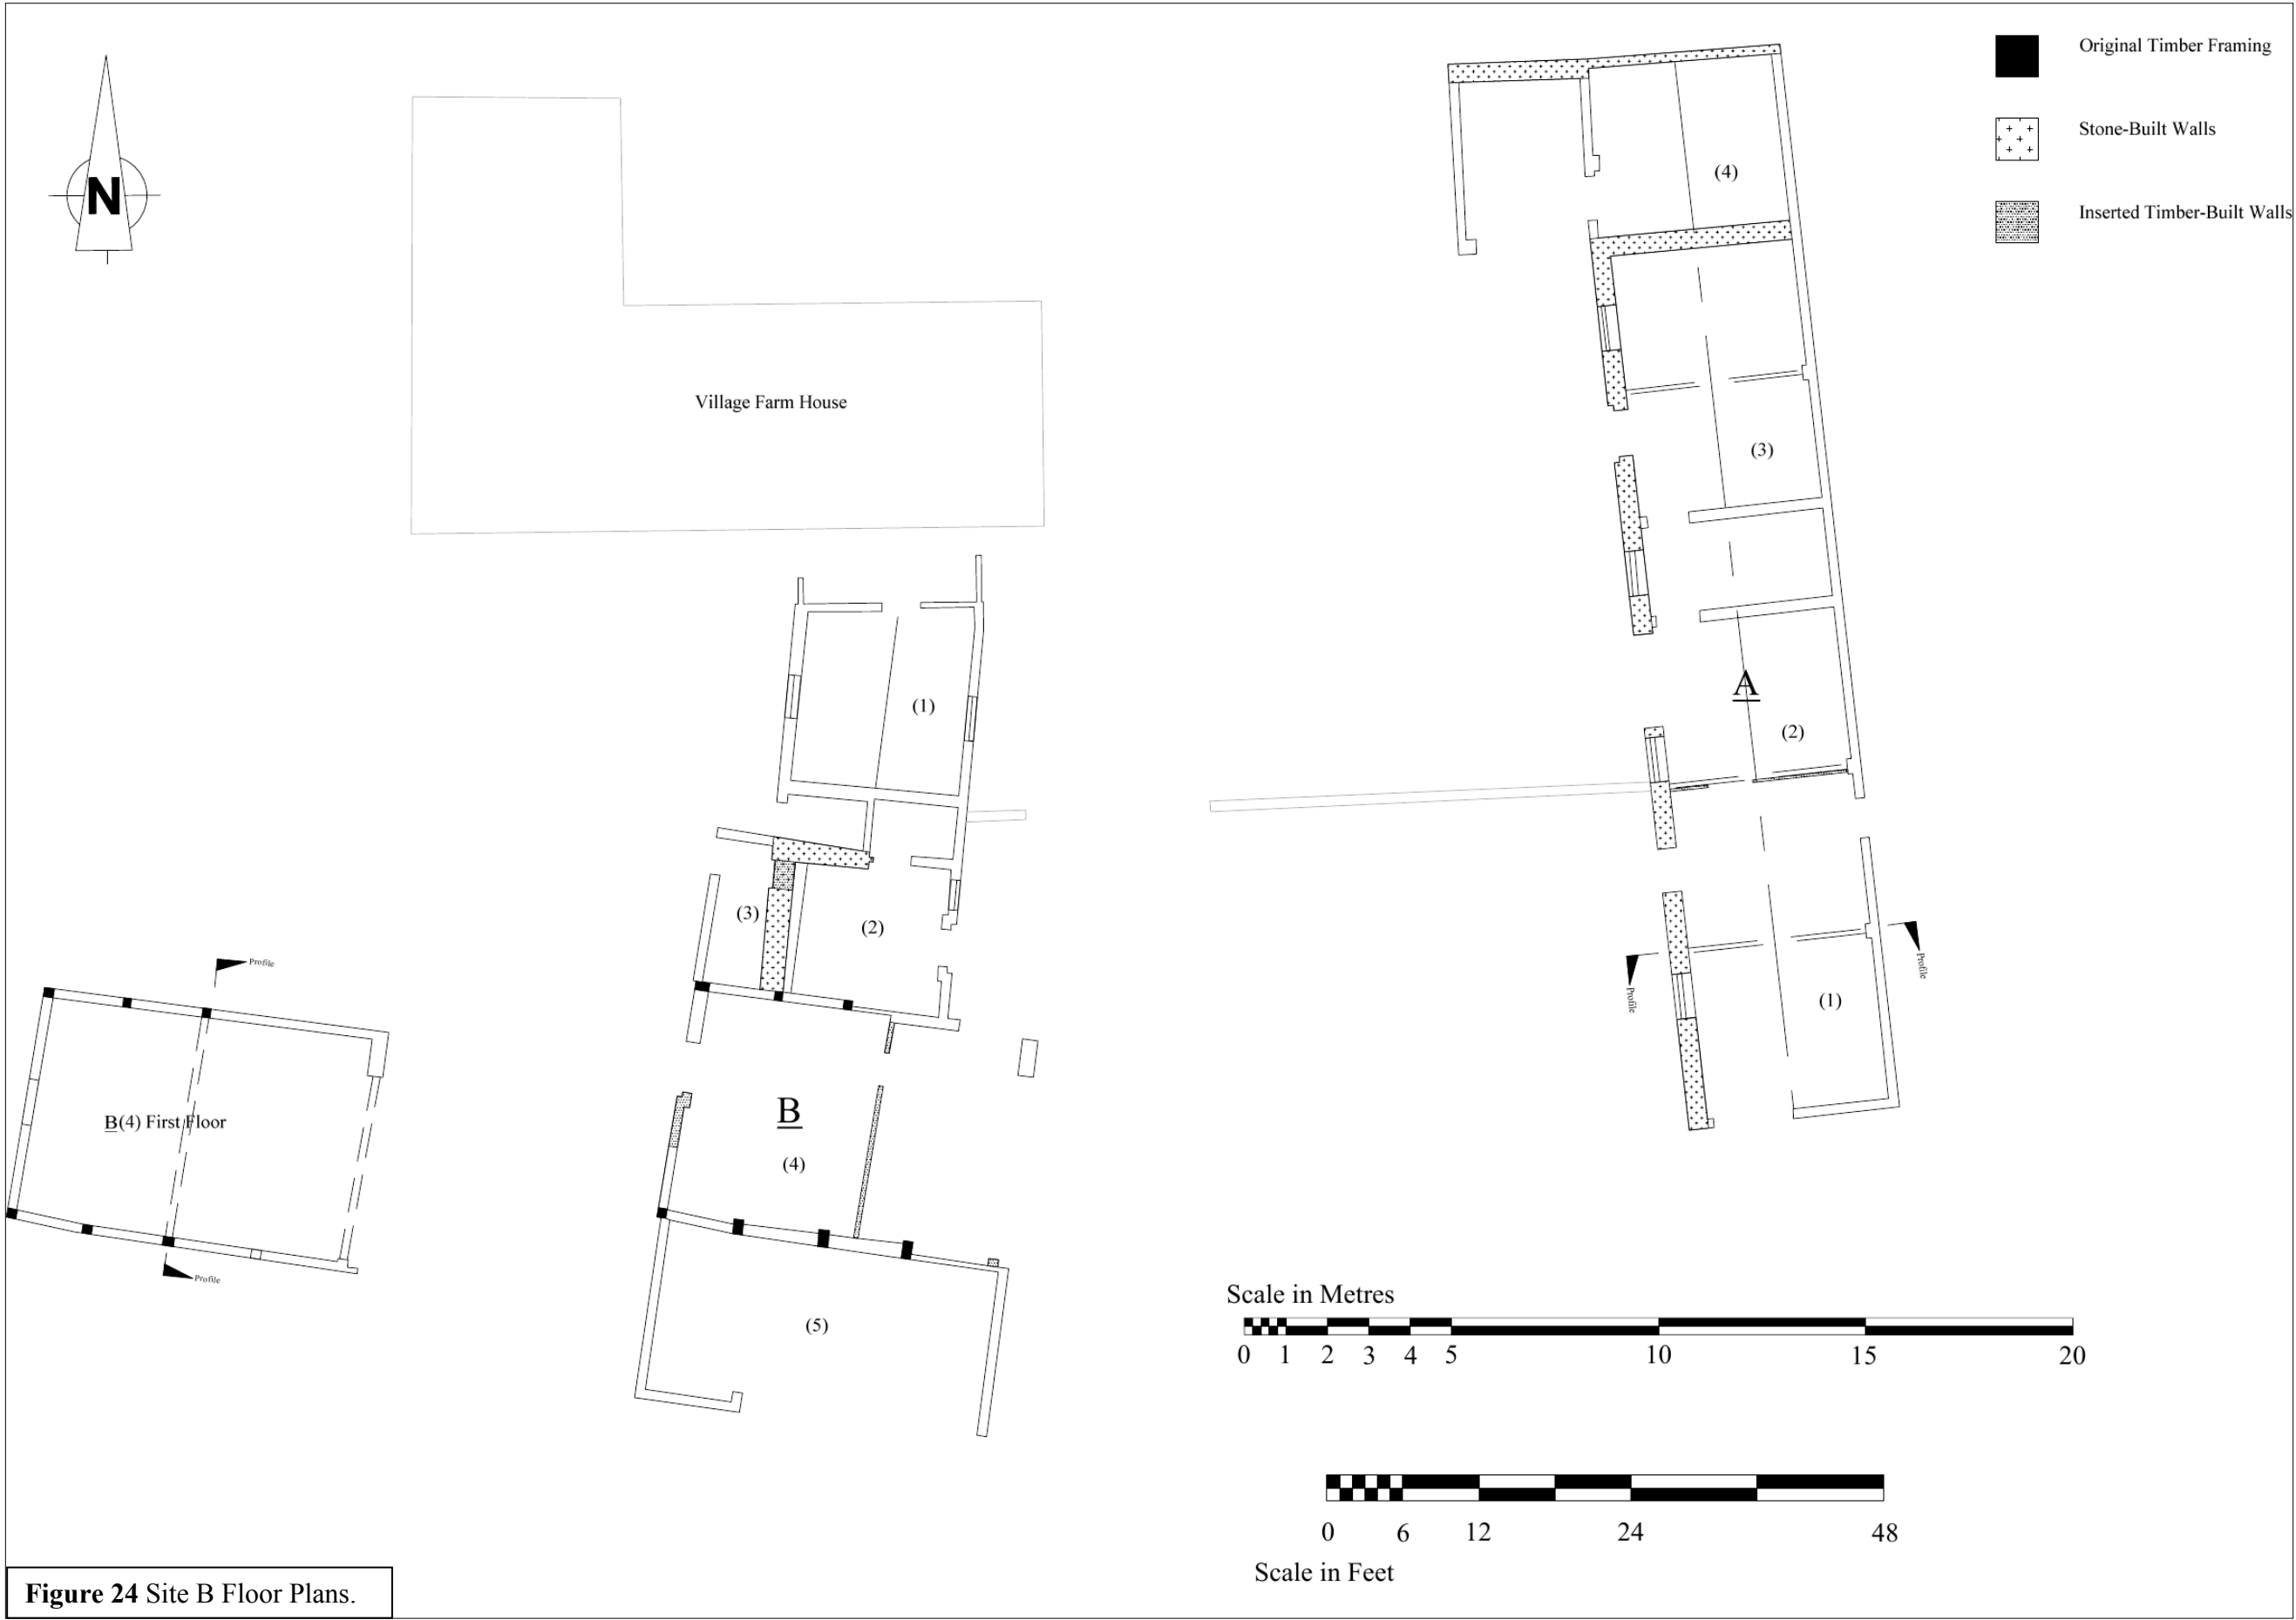 Original Timber Framing
Stone-Built Walls
Inserted Timber-Built Walls
N
Village Farm House
(4)
(3)
A
(2)
(1)
Profile
Profile
(1)
(3)
(2)
B
(4)
(5)
Profile
B(4) First Floor
Profile
Scale in Metres
0 1 2 3 4 5 10 15 20
0 6 12 24 48
Scale in Feet
Figure 24 Site B Floor Plans.